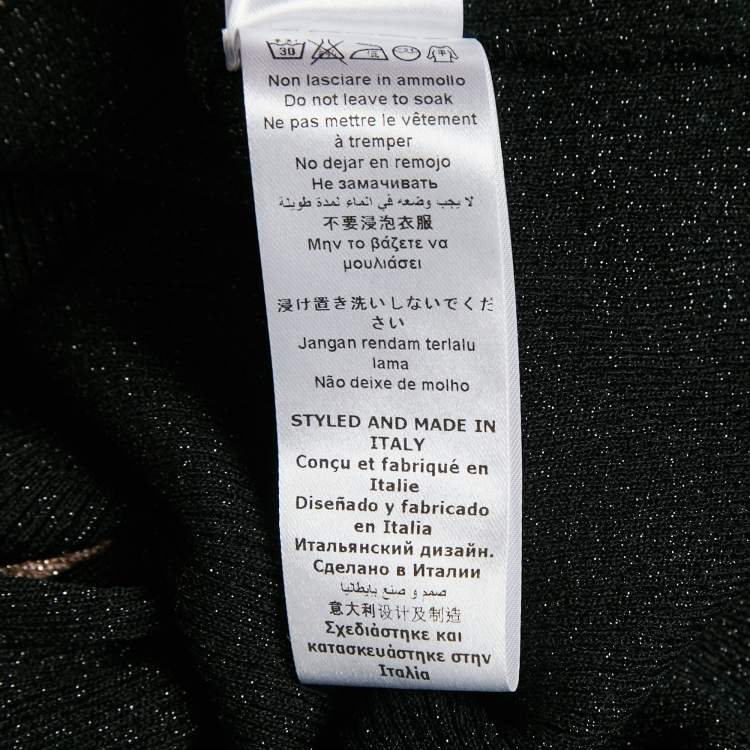 30
Non lasciare in ammollo
Do not leave to soak
Ne pas mettre le vêtement
à tremper
No dejar en remojo
Не замачивать
لا يجب وضعه في انماء لمدة طوينة
不要浸泡衣服
Μην το βάζετε να
μουλιάσει
浸け置き洗いしないでくだ
さい
Jangan rendam terlalu
lama
Não deixe de molho
STYLED AND MADE IN
ITALY
Conçu et fabriqué en
Italie
Diseñado y fabricado
en Italia
Итальянский дизайн.
Сделано в Италии
صمم و صنع بايطانيا
意大利设计及制造
Σχεδιάστηκε και
κατασκευάστηκε στην
Ιταλία